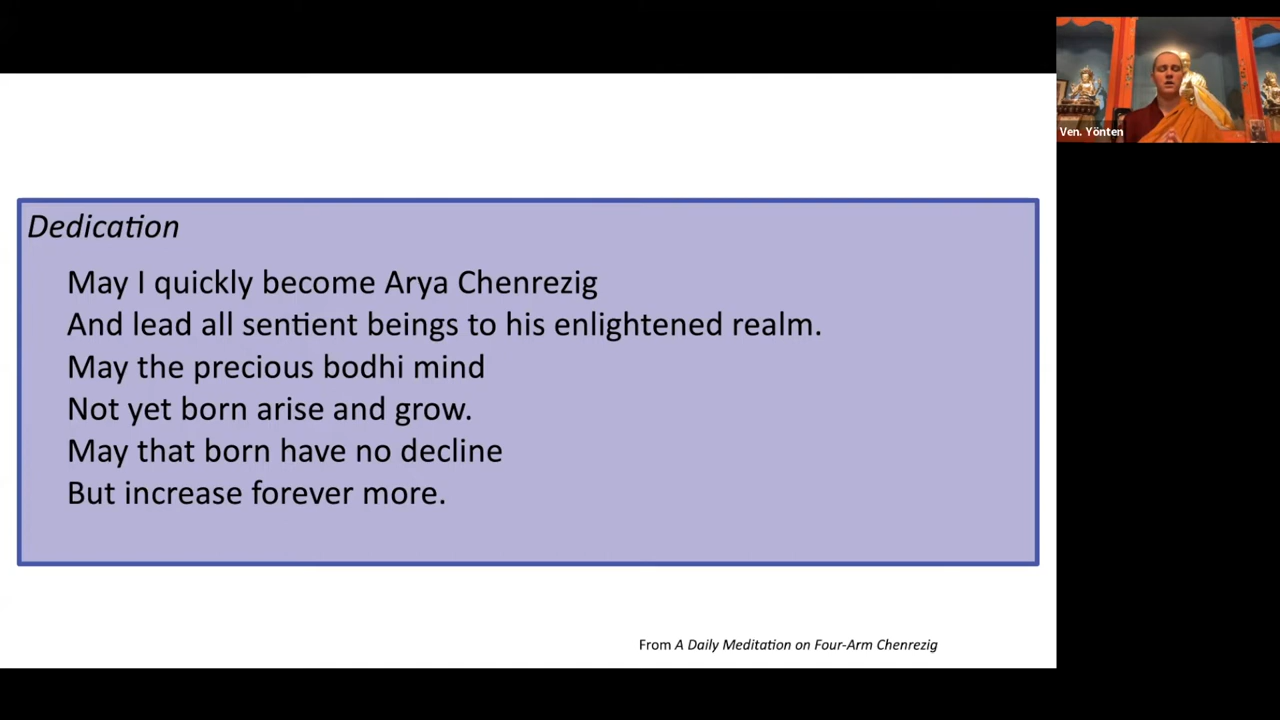 Ven. Yönten
Dedication
May I quickly become Arya Chenrezig
And lead all sentient beings to his enlightened realm.
May the precious bodhi mind
Not yet born arise and grow.
May that born have no decline
But increase forever more.
From A Daily Meditation on Four-Arm Chenrezig